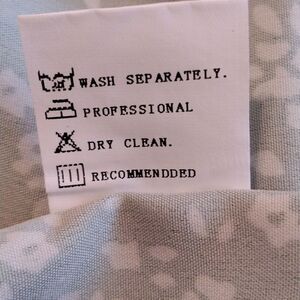 WASH SEPARATELY.
PROFESSIONAL
DRY CLEAN.
RECOMMENDDED